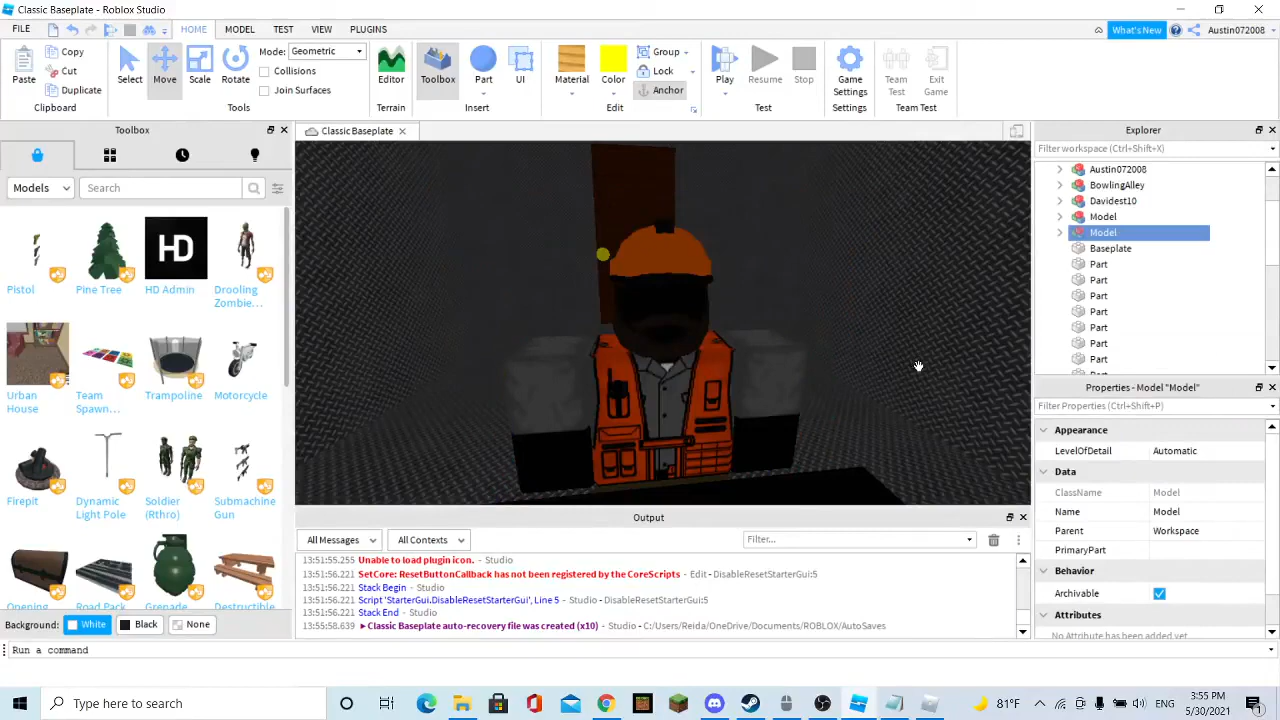 Classic Baseplate - Roblox Studio
FILE HOME MODEL TEST VIEW PLUGINS What's New Austin072008
Paste Copy Cut Duplicate Select Move Scale Rotate Mode: Geometric Collisions Join Surfaces Editor Toolbox Part UI Material Color Group Lock Anchor Play Resume Stop Game Settings Team Test Exit Game
Clipboard Tools Terrain Insert Edit Test Settings Team Test
Toolbox
Classic Baseplate
Explorer
Filter workspace (Ctrl+Shift+X)
Models Search
Pistol Pine Tree HD Admin Drooling Zombie...
Urban House Team Spawn... Trampoline Motorcycle
Firepit Dynamic Light Pole Soldier (Rthro) Submachine Gun
Opening Road Pack Grenade Destructible
Background: White Black None
Austin072008
BowlingAlley
Davidest10
Model
Model
Baseplate
Part
Part
Part
Part
Part
Part
Part
Part
Properties - Model "Model"
Filter Properties (Ctrl+Shift+P)
Appearance
LevelOfDetail Automatic
Data
ClassName Model
Name Model
Parent Workspace
PrimaryPart
Behavior
Archivable
Attributes
No Attribute has been added yet
Output
All Messages All Contexts Filter...
13:51:55.255 Unable to load plugin icon. - Studio
13:51:56.221 SetCore: ResetButtonCallback has not been registered by the CoreScripts - Edit - DisableResetStarterGui:5
13:51:56.221 Stack Begin - Studio
13:51:56.221 Script 'StarterGui.DisableResetStarterGui', Line 5 - Studio - DisableResetStarterGui:5
13:51:56.221 Stack End - Studio
13:55:58.639 Classic Baseplate auto-recovery file was created (x10) - Studio - C:/Users/Reida/OneDrive/Documents/ROBLOX/AutoSaves
Run a command
Type here to search
81°F ENG 3:55 PM
5/30/2021